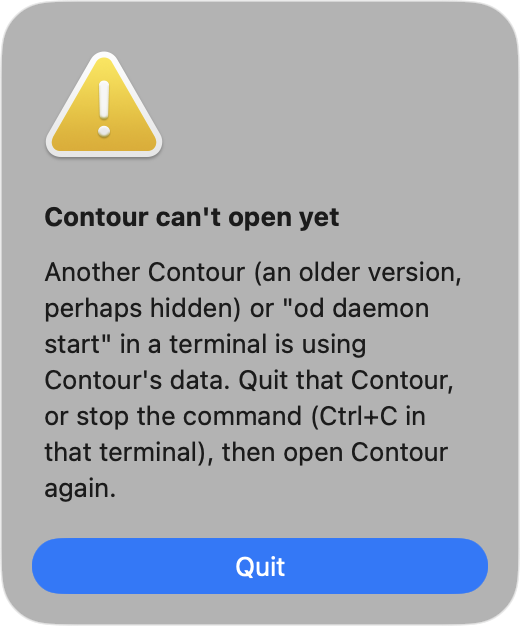 Contour can't open yet
Another Contour (an older version,
perhaps hidden) or "od daemon
start" in a terminal is using
Contour's data. Quit that Contour,
or stop the command (Ctrl+C in
that terminal), then open Contour
again.
Quit